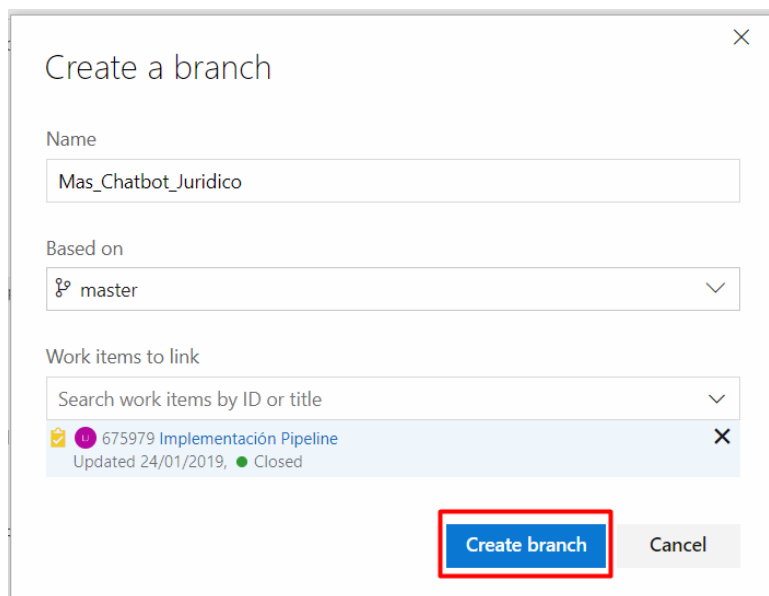 Create a branch
Name
Mas_Chatbot_Juridico
Based on
master
Work items to link
Search work items by ID or title
U 675979 Implementación Pipeline
Updated 24/01/2019, Closed
Create branch Cancel